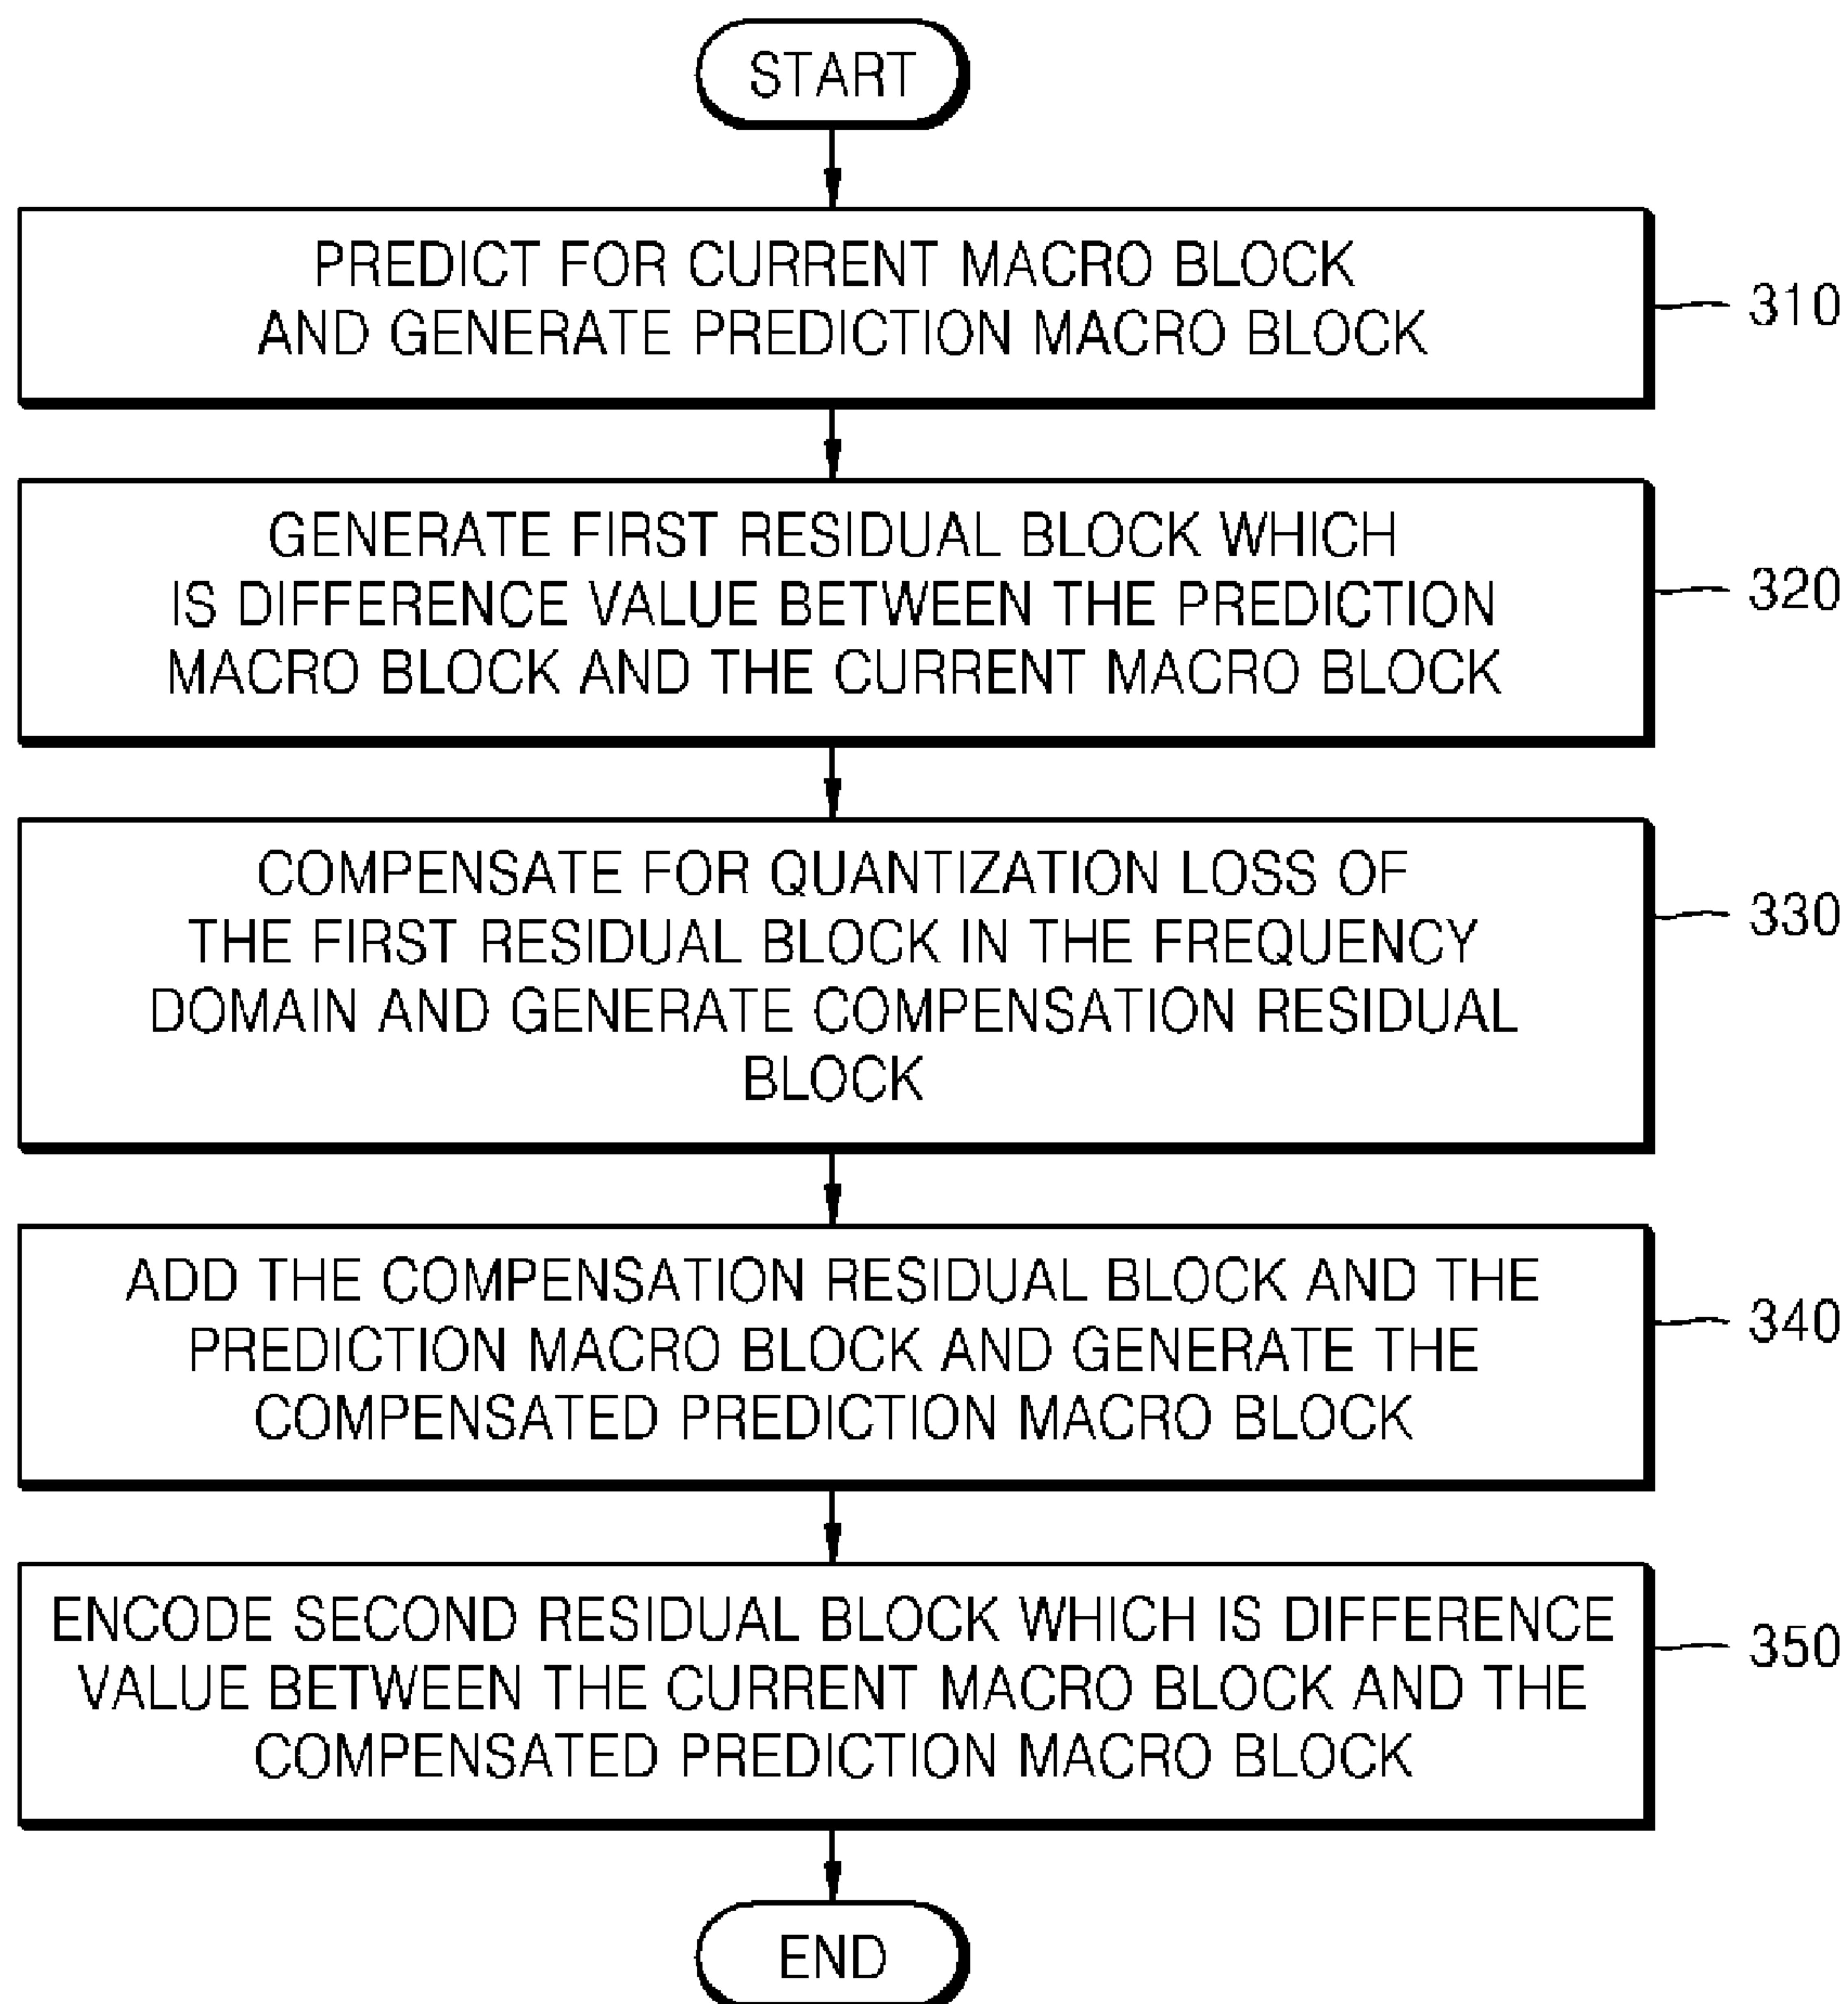 START
PREDICT FOR CURRENT MACRO BLOCK
AND GENERATE PREDICTION MACRO BLOCK
310
GENERATE FIRST RESIDUAL BLOCK WHICH
IS DIFFERENCE VALUE BETWEEN THE PREDICTION
MACRO BLOCK AND THE CURRENT MACRO BLOCK
320
COMPENSATE FOR QUANTIZATION LOSS OF
THE FIRST RESIDUAL BLOCK IN THE FREQUENCY
DOMAIN AND GENERATE COMPENSATION RESIDUAL
BLOCK
330
ADD THE COMPENSATION RESIDUAL BLOCK AND THE
PREDICTION MACRO BLOCK AND GENERATE THE
COMPENSATED PREDICTION MACRO BLOCK
340
ENCODE SECOND RESIDUAL BLOCK WHICH IS DIFFERENCE
VALUE BETWEEN THE CURRENT MACRO BLOCK AND THE
COMPENSATED PREDICTION MACRO BLOCK
350
END